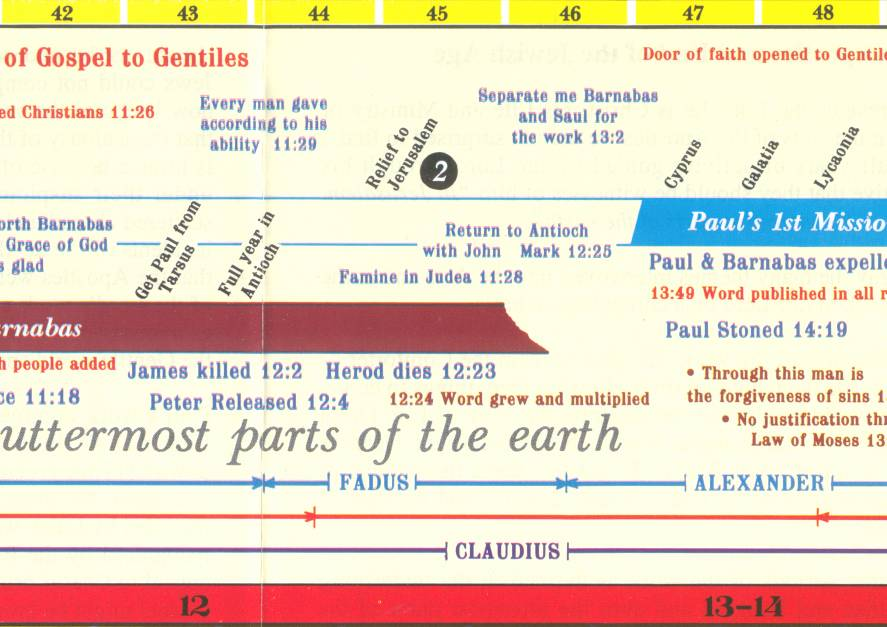 42 43 44 45 46 47 48
of Gospel to Gentiles
Door of faith opened to Gentile
ed Christians 11:26
Every man gave
according to his
ability 11:29
Relief to
Jerusalem
2
Separate me Barnabas
and Saul for
the work 13:2
Cyprus
Galatia
Lycaonia
orth Barnabas
Grace of God
s glad
Get Paul from
Tarsus
Full year in
Antioch
Return to Antioch
with John Mark 12:25
Famine in Judea 11:28
Paul's 1st Missio
Paul & Barnabas expelle
13:49 Word published in all r
Paul Stoned 14:19
arnabas
h people added
ce 11:18
James killed 12:2
Herod dies 12:23
Peter Released 12:4
12:24 Word grew and multiplied
• Through this man is
the forgiveness of sins 1
• No justification thr
Law of Moses 13
uttermost parts of the earth
FADUS
ALEXANDER
CLAUDIUS
12
13–14